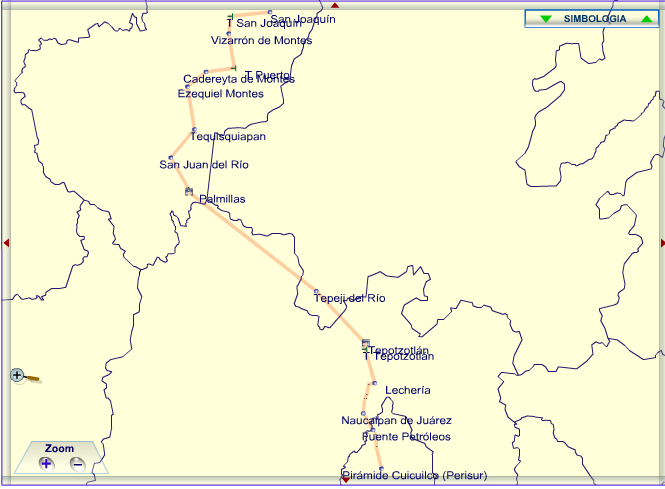 SIMBOLOGIA
San Joaquín
T San Joaquín
Vizarrón de Montes
T Puerto
Cadereyta de Montes
Ezequiel Montes
Tequisquiapan
San Juan del Río
Palmillas
Tepeji del Río
Tepotzotlán
T Tepotzotlán
Lechería
Naucalpan de Juárez
Fuente Petróleos
Pirámide Cuicuilco (Perisur)
Zoom